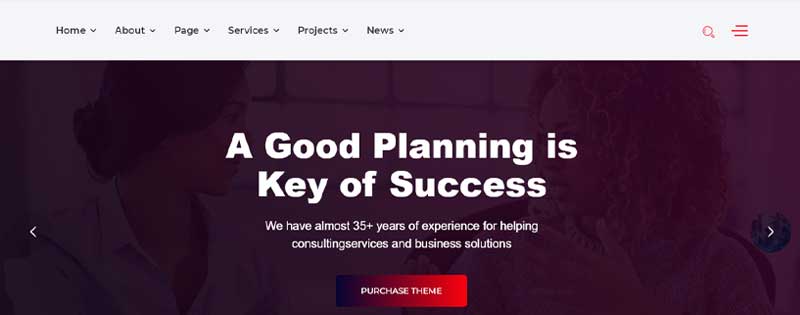 Home About Page Services Projects News
A Good Planning is
Key of Success
We have almost 35+ years of experience for helping
consultingservices and business solutions
PURCHASE THEME